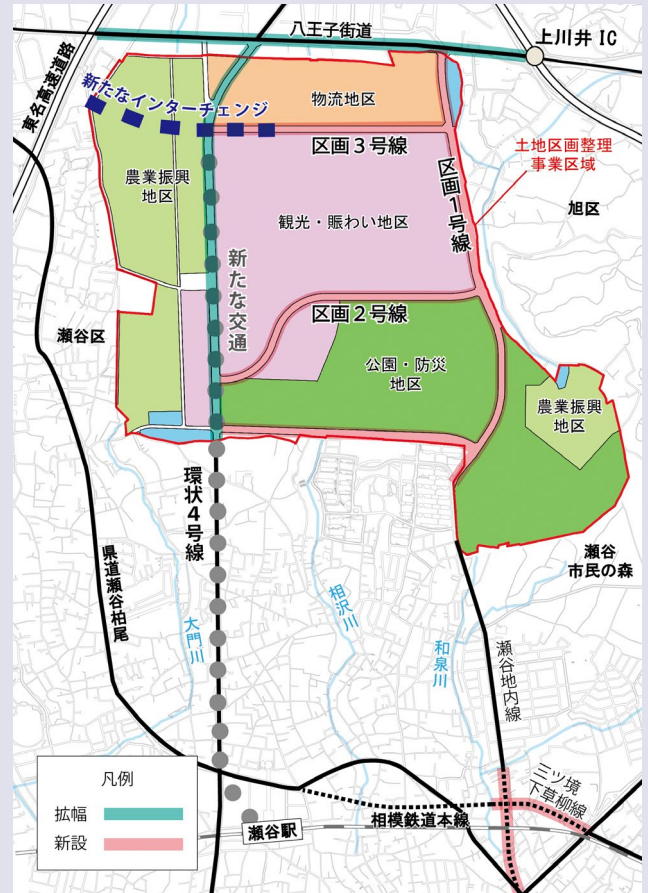 八王子街道
上川井 IC
東名高速道路
新たなインターチェンジ
物流地区
区画３号線
土地区画整理
事業区域
農業振興
地区
区画１号線
旭区
観光・賑わい地区
新たな交通
区画２号線
瀬谷区
公園・防災
地区
農業振興
地区
環状４号線
瀬谷
市民の森
県道瀬谷柏尾
大門川
相沢川
和泉川
瀬谷地内線
三ツ境
下草柳線
凡例
拡幅
新設
瀬谷駅
相模鉄道本線